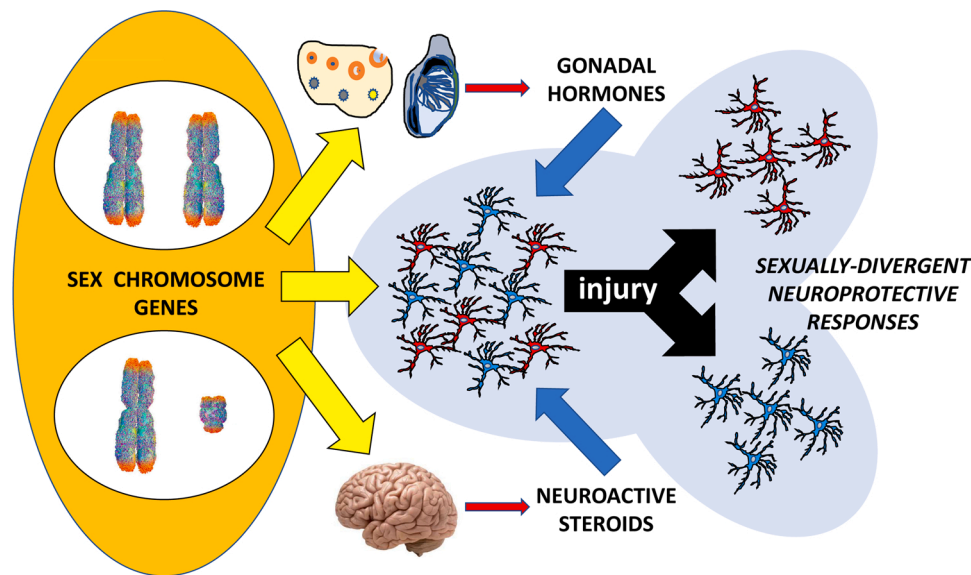 GONADAL
HORMONES
SEX CHROMOSOME
GENES
injury
SEXUALLY-DIVERGENT
NEUROPROTECTIVE
RESPONSES
NEUROACTIVE
STEROIDS